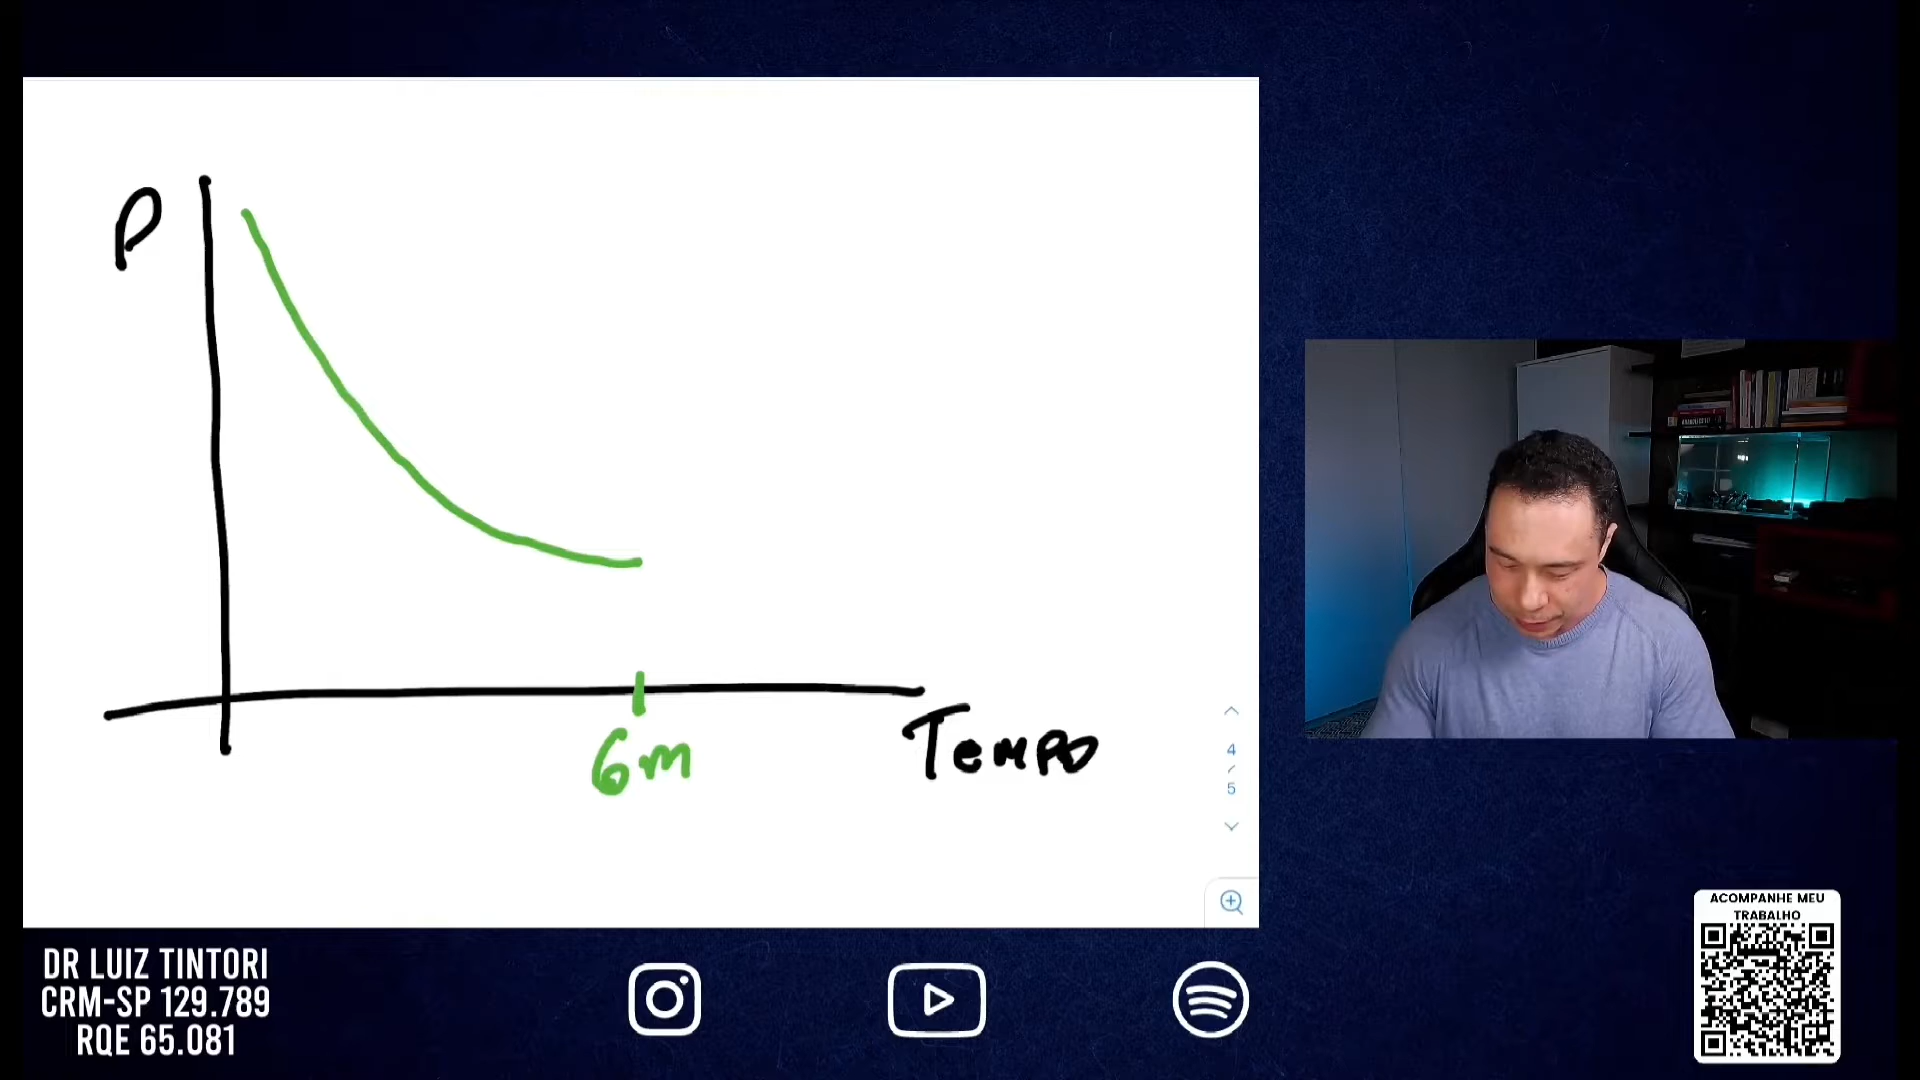 P
6m
Tempo
4
/
5
DR LUIZ TINTORI
CRM-SP 129.789
RQE 65.081
ACOMPANHE MEU
TRABALHO